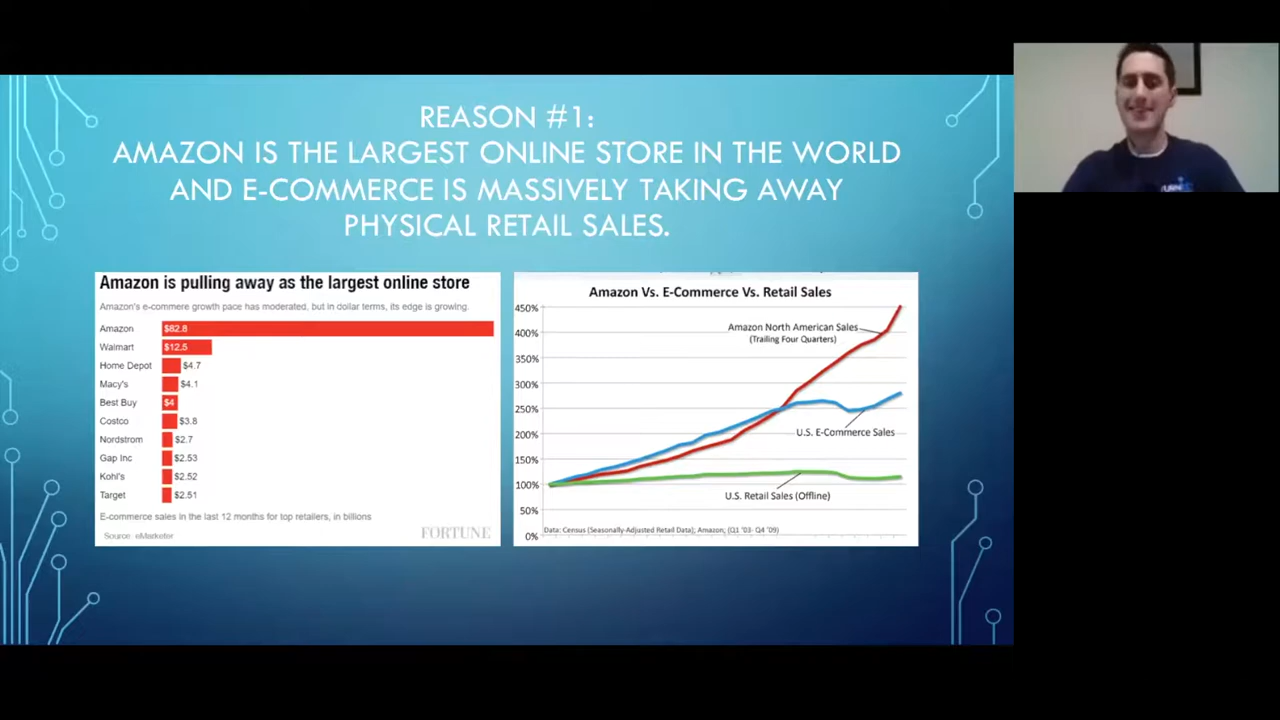 REASON #1:
AMAZON IS THE LARGEST ONLINE STORE IN THE WORLD
AND E-COMMERCE IS MASSIVELY TAKING AWAY
PHYSICAL RETAIL SALES.
Amazon is pulling away as the largest online store
Amazon's e-commere growth pace has moderated, but in dollar terms, its edge is growing.
Amazon $82.8
Walmart $12.5
Home Depot $4.7
Macy's $4.1
Best Buy $4
Costco $3.8
Nordstrom $2.7
Gap Inc $2.53
Kohl's $2.52
Target $2.51
E-commerce sales in the last 12 months for top retailers, in billions
Source: eMarketer
FORTUNE
Amazon Vs. E-Commerce Vs. Retail Sales
450%
400%
350%
300%
250%
200%
150%
100%
50%
0%
Amazon North American Sales
(Trailing Four Quarters)
U.S. E-Commerce Sales
U.S. Retail Sales (Offline)
Data: Census (Seasonally-Adjusted Retail Data); Amazon; (Q1 '03- Q4 '09)